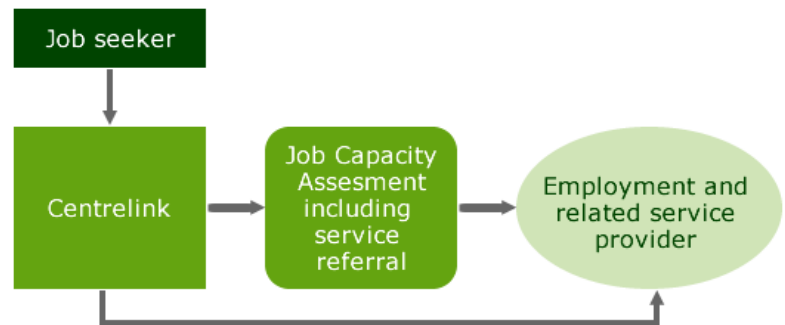 Job seeker
Centrelink
Job Capacity
Assesment
including
service
referral
Employment and
related service
provider